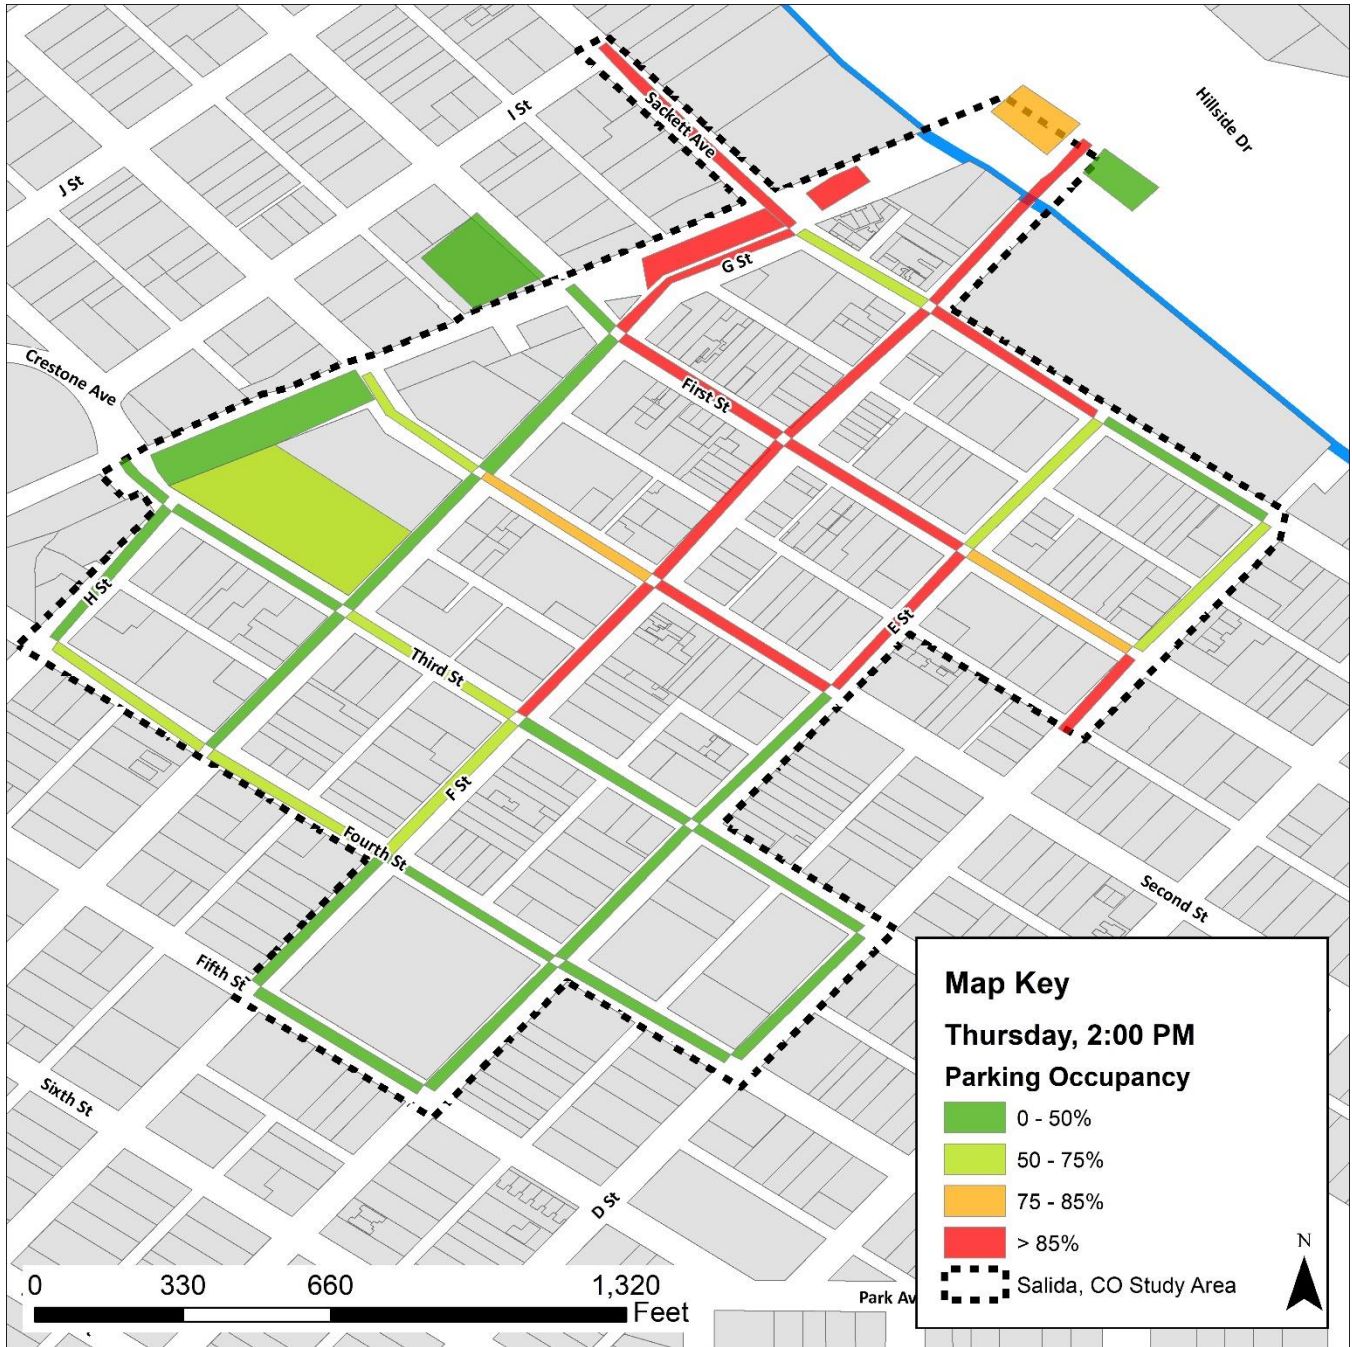 Hillside Dr
I St
Sackett Ave
J St
G St
Crestone Ave
First St
H St
E St
Third St
F St
Fourth St
Second St
Fifth St
Sixth St
D St
Park Av
Map Key
Thursday, 2:00 PM
Parking Occupancy
0 - 50%
50 - 75%
75 - 85%
> 85%
Salida, CO Study Area
N
0 330 660 1,320
Feet